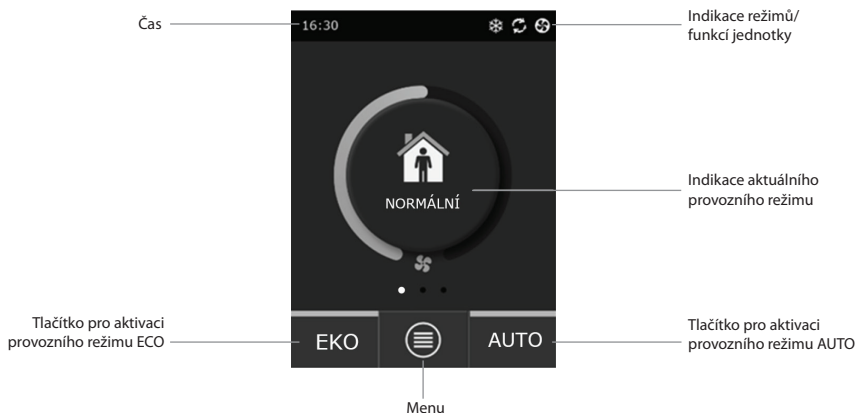 Čas
16:30
Indikace režimů/
funkcí jednotky
NORMÁLNÍ
Indikace aktuálního
provozního režimu
Tlačítko pro aktivaci
provozního režimu ECO
EKO
AUTO
Tlačítko pro aktivaci
provozního režimu AUTO
Menu